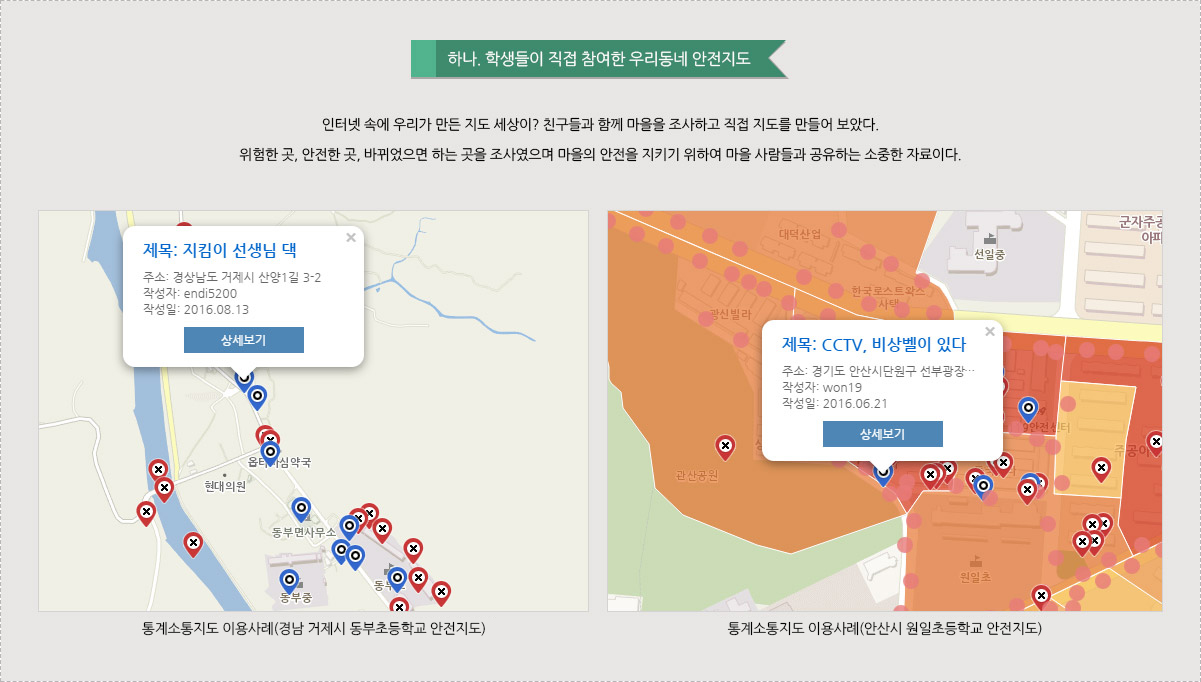 하나. 학생들이 직접 참여한 우리동네 안전지도
인터넷 속에 우리가 만든 지도 세상이? 친구들과 함께 마을을 조사하고 직접 지도를 만들어 보았다.
위험한 곳, 안전한 곳, 바뀌었으면 하는 곳을 조사였으며 마을의 안전을 지키기 위하여 마을 사람들과 공유하는 소중한 자료이다.
제목: 지킴이 선생님 댁
주소: 경상남도 거제시 산양1길 3-2
작성자: endi5200
작성일: 2016.08.13
상세보기
현대의원
동부면사무소
동부중
통계소통지도 이용사례(경남 거제시 동부초등학교 안전지도)
대덕산업
선일중
군자주공
아파
한국로스트왁스
사택
광신빌라
제목: CCTV, 비상벨이 있다
주소: 경기도 안산시단원구 선부광장…
작성자: won19
작성일: 2016.06.21
상세보기
관산공원
원일초
통계소통지도 이용사례(안산시 원일초등학교 안전지도)